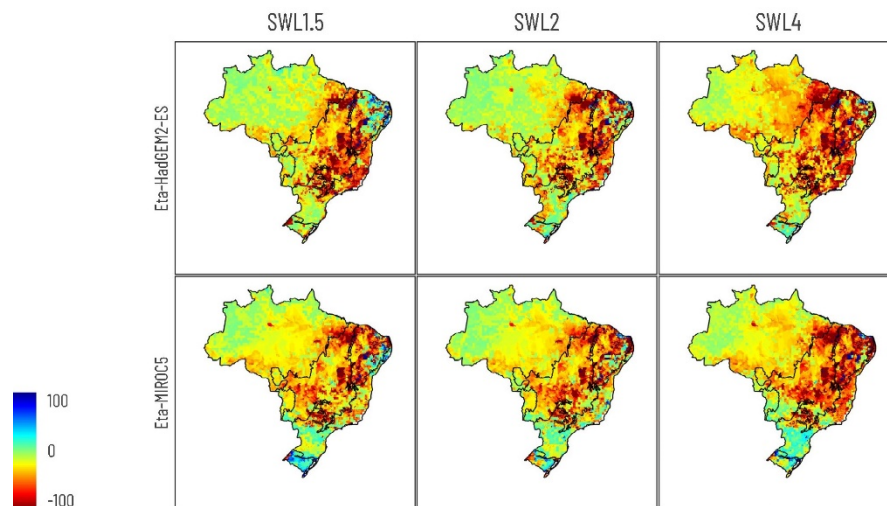 SWL1.5
SWL2
SWL4
Eta-HadGEM2-ES
Eta-MIROC5
100
0
-100